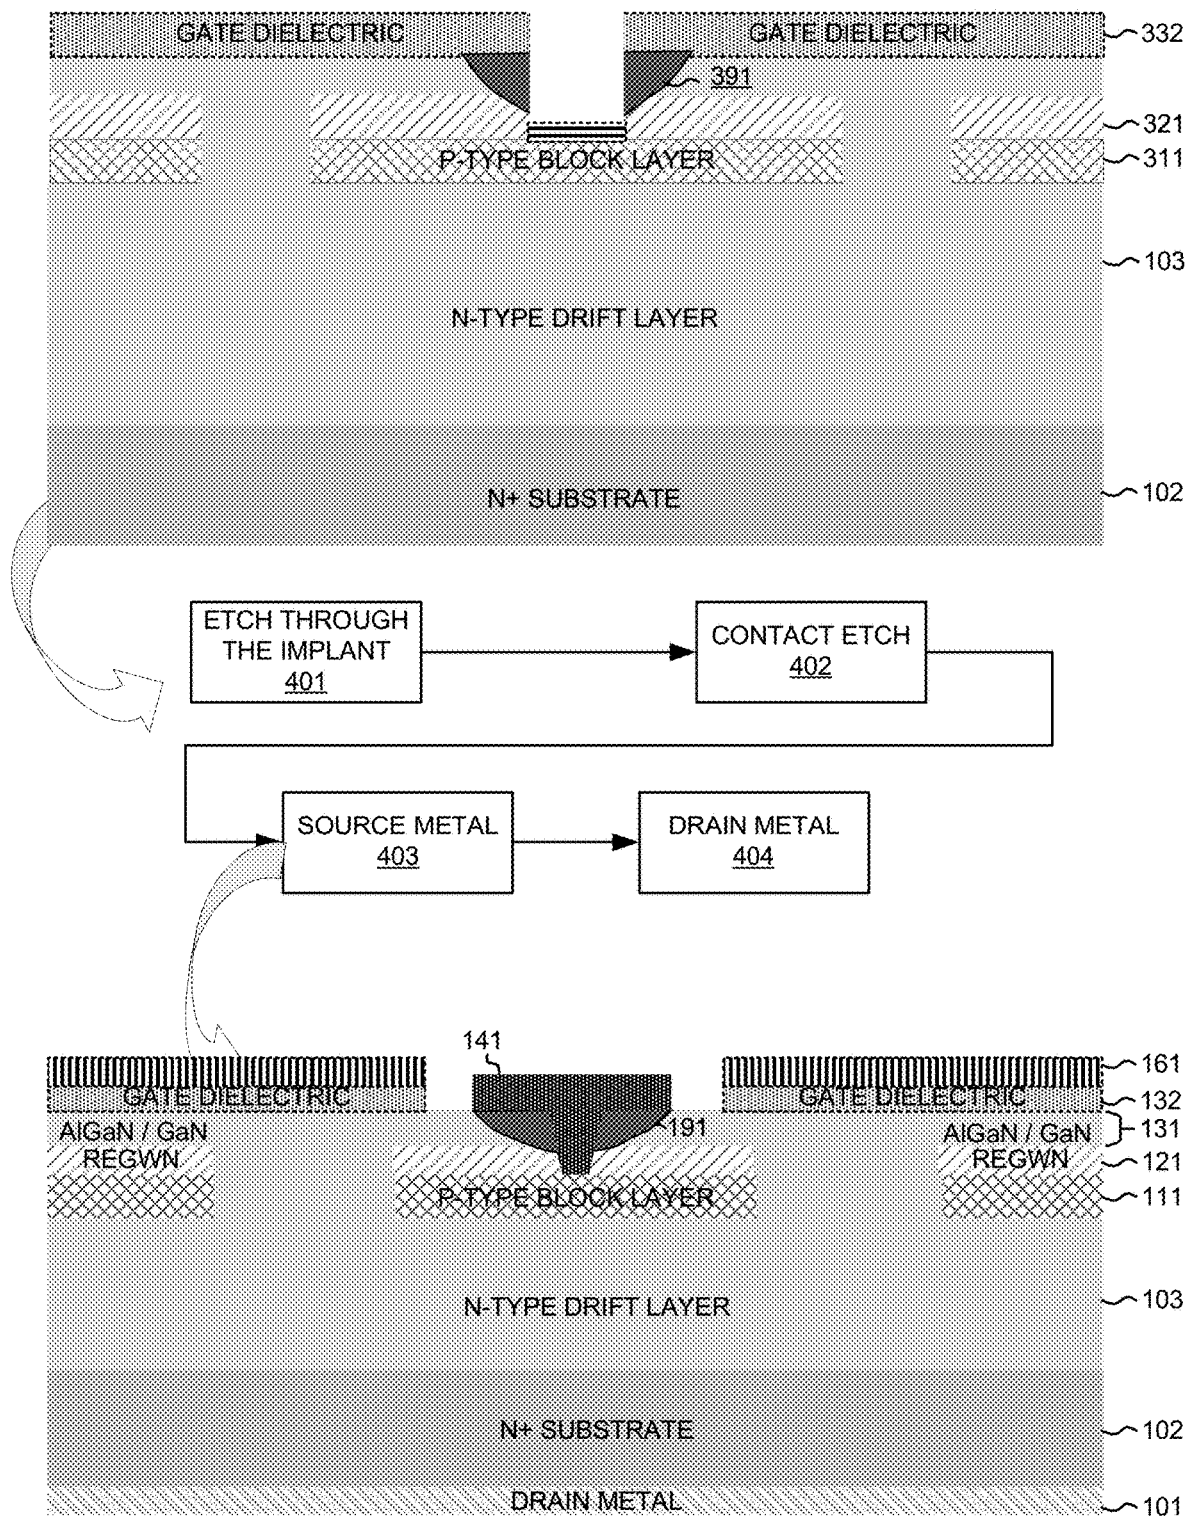 GATE DIELECTRIC
GATE DIELECTRIC
332
391
321
P-TYPE BLOCK LAYER
311
103
N-TYPE DRIFT LAYER
N+ SUBSTRATE
102
ETCH THROUGH
THE IMPLANT
401
CONTACT ETCH
402
SOURCE METAL
403
DRAIN METAL
404
141
161
GATE DIELECTRIC
GATE DIELECTRIC
132
AlGaN / GaN
REGWN
191
AlGaN / GaN
REGWN
131
121
P-TYPE BLOCK LAYER
111
N-TYPE DRIFT LAYER
103
N+ SUBSTRATE
102
DRAIN METAL
101